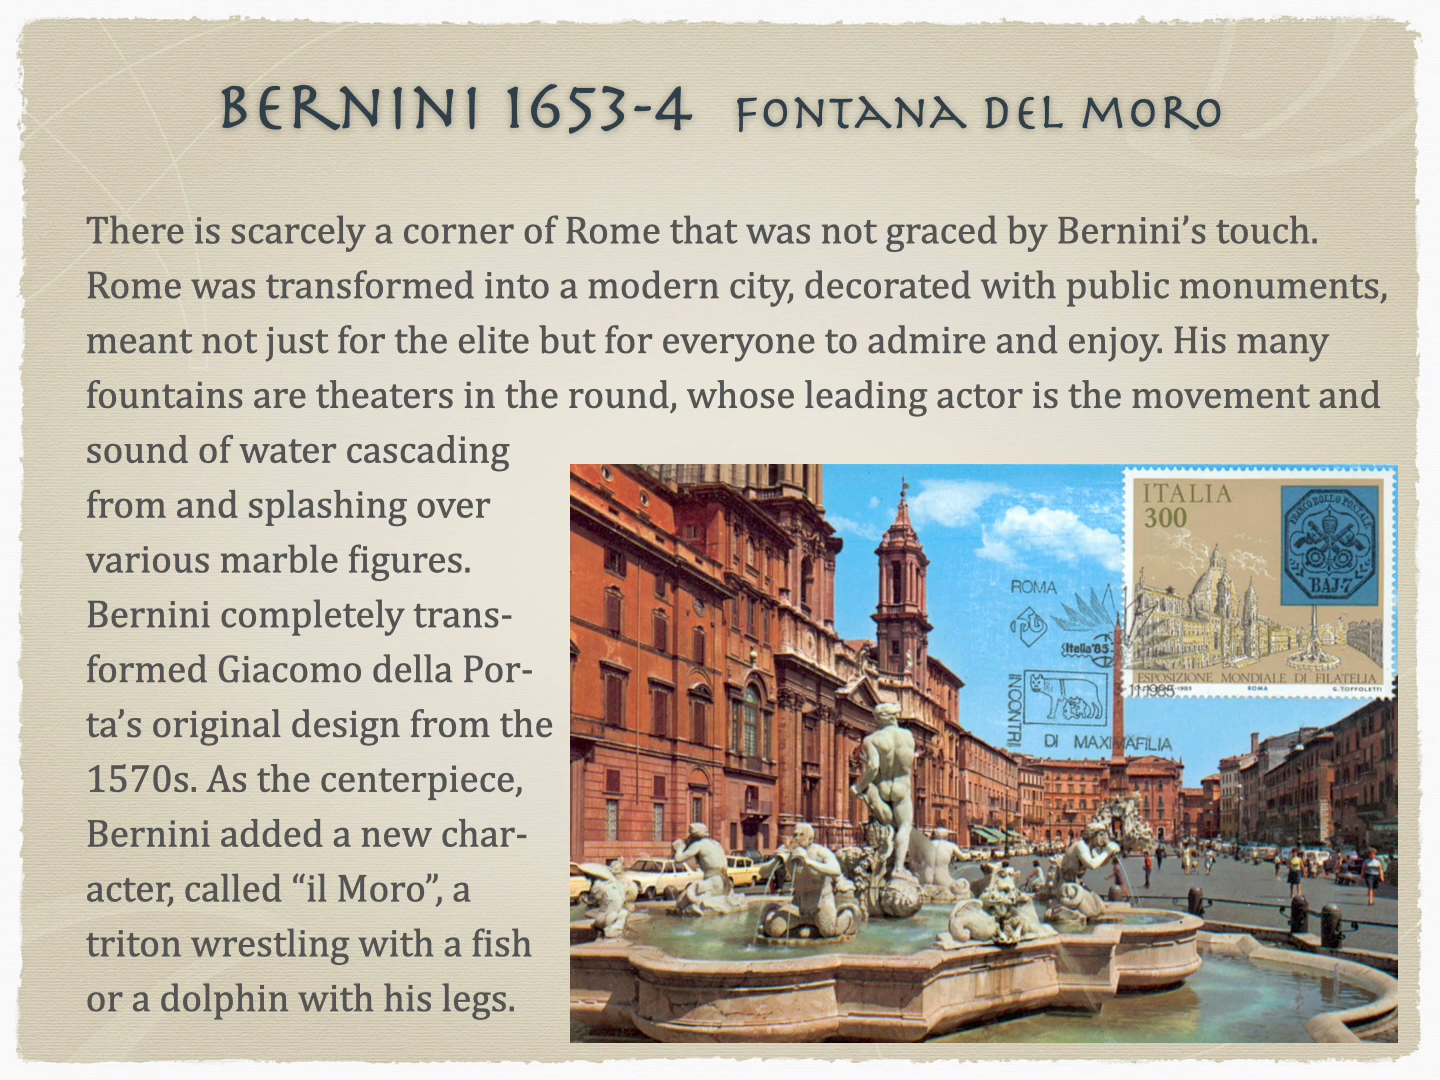 BERNINI 1653-4 FONTANA DEL MORO
There is scarcely a corner of Rome that was not graced by Bernini’s touch.
Rome was transformed into a modern city, decorated with public monuments,
meant not just for the elite but for everyone to admire and enjoy. His many
fountains are theaters in the round, whose leading actor is the movement and
sound of water cascading
from and splashing over
various marble figures.
Bernini completely trans-
formed Giacomo della Por-
ta’s original design from the
1570s. As the centerpiece,
Bernini added a new char-
acter, called “il Moro”, a
triton wrestling with a fish
or a dolphin with his legs.
ITALIA
300
FRANCO BOLLO POSTALE
BAJ·7
ROMA
Italia'85
ESPOSIZIONE MONDIALE DI FILATELIA
ROMA
G. TOFFOLETTI
INCONTRI
DI MAXIMAFILIA